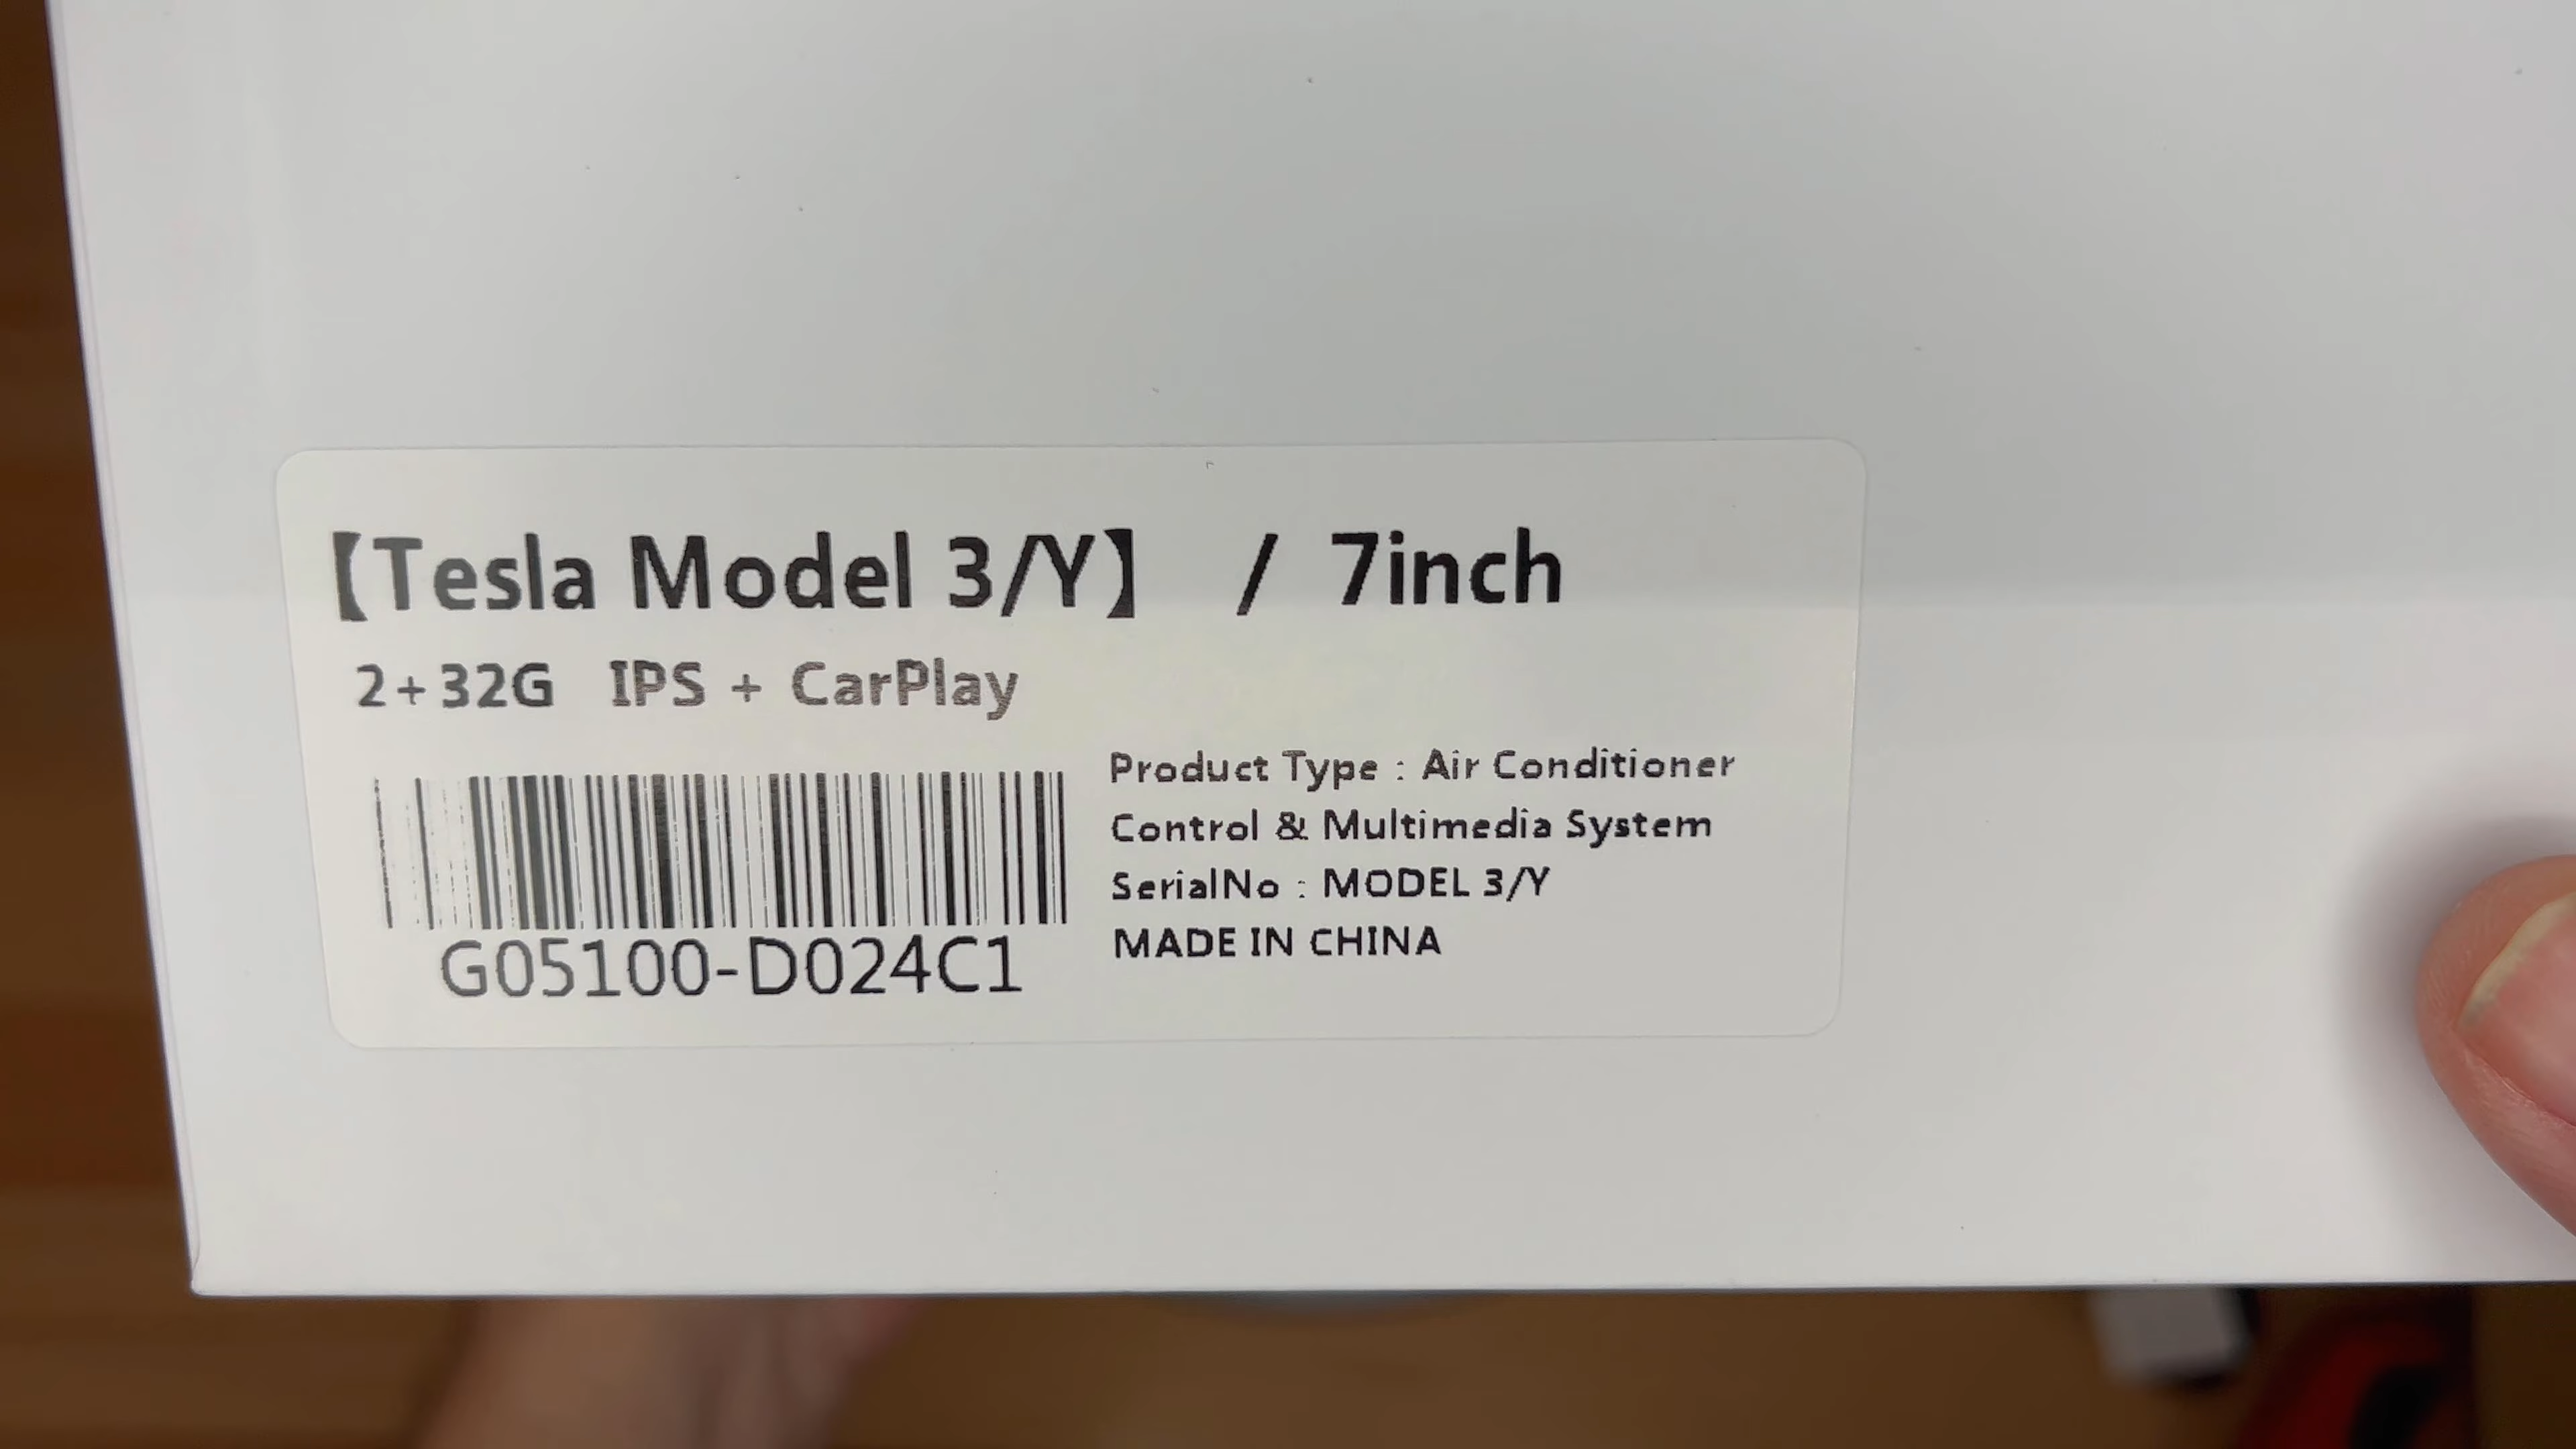 【Tesla Model 3/Y】 / 7inch
2+32G IPS + CarPlay
Product Type : Air Conditioner
Control & Multimedia System
SerialNo : MODEL 3/Y
MADE IN CHINA
G05100-D024C1